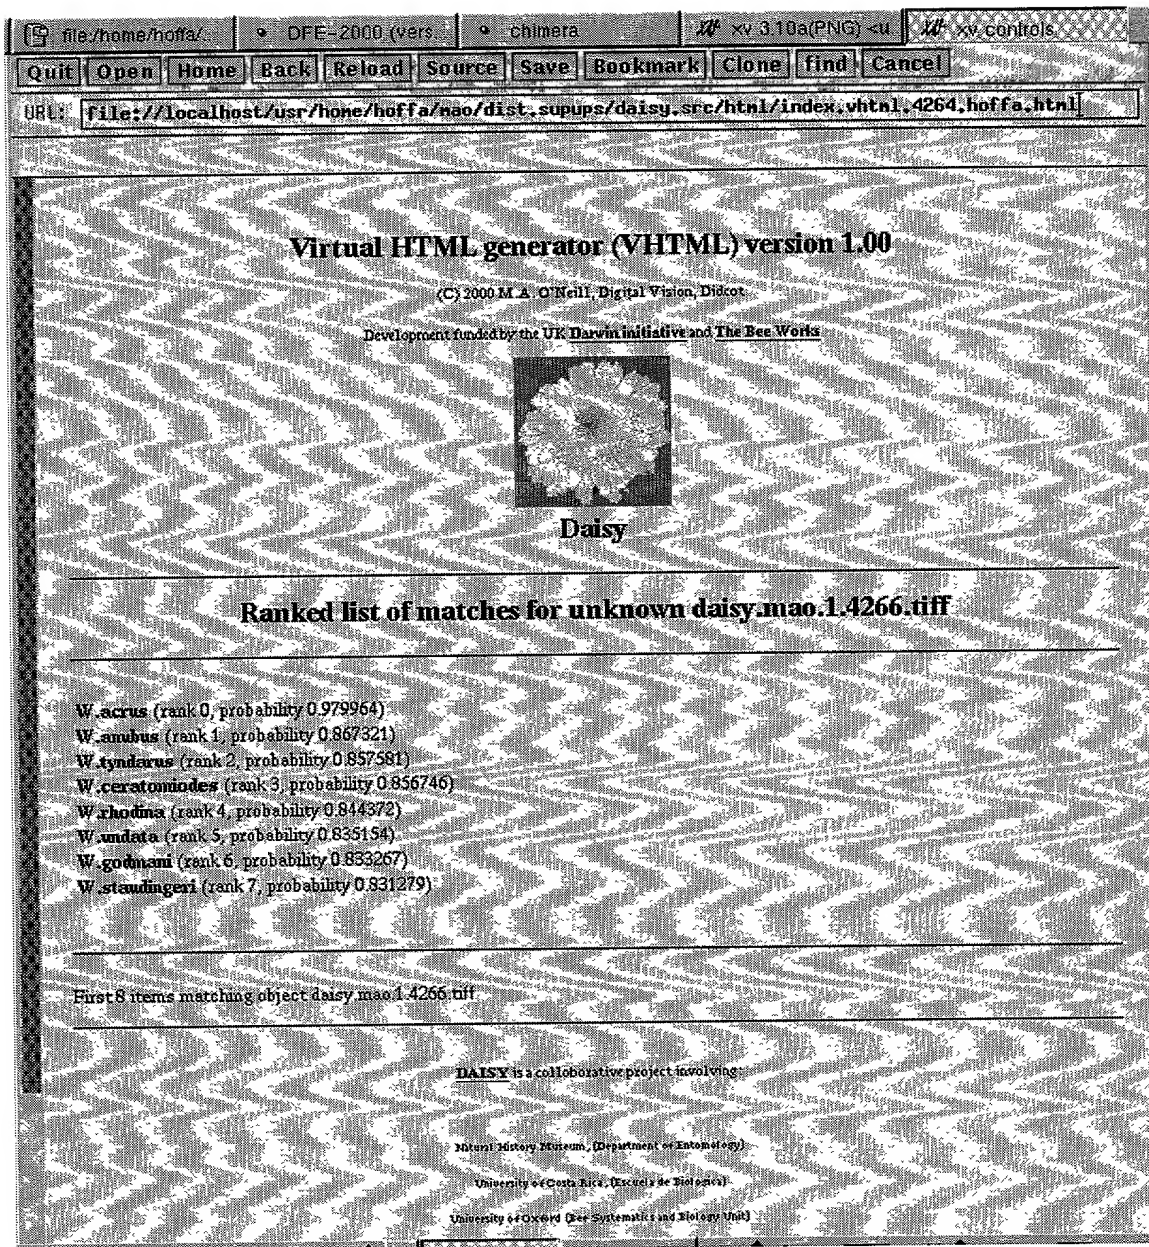 file:/home/hoffa/... DFE-2000 (vers... chimera xv 3.10a(PNG) <u xv controls
Quit Open Home Back Reload Source Save Bookmark Clone find Cancel
URL: file://localhost/usr/home/hoffa/mao/dist.supups/daisy.src/html/index.vhtml.4264.hoffa.html
Virtual HTML generator (VHTML) version 1.00
(C) 2000 M.A. O'Neill, Digital Vision, Didcot
Development funded by the UK Darwin initiative and The Bee Works
Daisy
Ranked list of matches for unknown daisy.mao.1.4266.tiff
W.acrus (rank 0, probability 0.979964)
W.anubus (rank 1, probability 0.867321)
W.tyndarus (rank 2, probability 0.857581)
W.ceratomiodes (rank 3, probability 0.856746)
W.rhodina (rank 4, probability 0.844372)
W.undata (rank 5, probability 0.835154)
W.godmani (rank 6, probability 0.833267)
W.staudingeri (rank 7, probability 0.831279)
First 8 items matching object daisy.mao.1.4266.tiff
DAISY is a colloborative project involving:
Natural History Museum, (Department of Entomology)
University of Costa Rica, (Escuela de Biologica)
University of Oxford (Bee Systematics and Biology Unit)